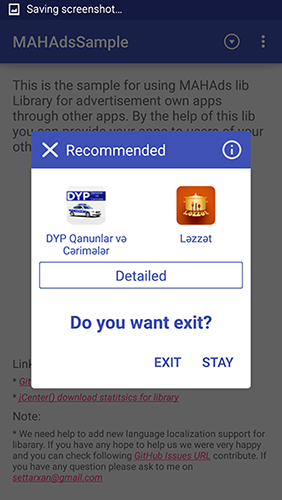 Saving screenshot...
MAHAdsSample
This is the sample for using MAHAds lib
Library for advertisement own apps
through other apps. By the help of this lib
you can provide your apps to users of your
oth
Recommended
DYP
Ləzzət
DYP Qanunlar və
Cərimələr
Ləzzət
Detailed
Do you want exit?
EXIT STAY
Lin
* Gi
* jCenter() download statitsics for library
Note:
* We need help to add new language localization support for
libarary. If you have any hope to help us we were very happy
and you can check following GitHub Issues URL contribute. If
you have any question please ask to me on
settarxan@gmail.com